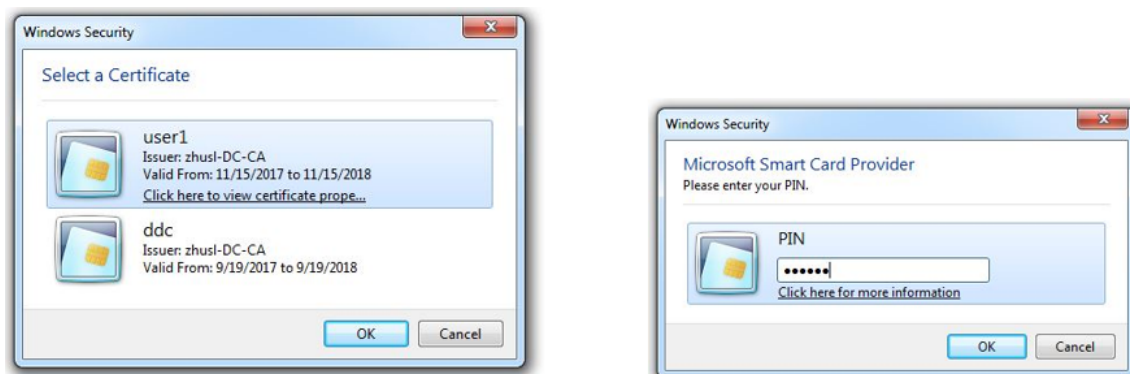 Windows Security
Select a Certificate
user1
Issuer: zhusl-DC-CA
Valid From: 11/15/2017 to 11/15/2018
Click here to view certificate prope...
ddc
Issuer: zhusl-DC-CA
Valid From: 9/19/2017 to 9/19/2018
OK
Cancel
Windows Security
Microsoft Smart Card Provider
Please enter your PIN.
PIN
••••••
Click here for more information
OK
Cancel